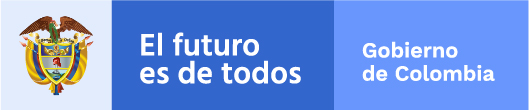 El futuro
es de todos
Gobierno
de Colombia